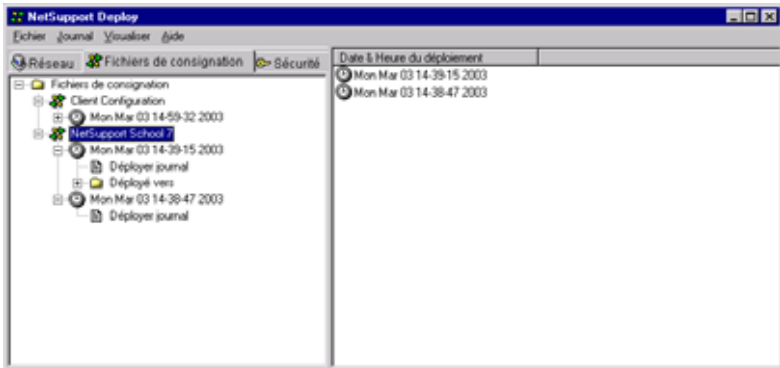 NetSupport Deploy
Fichier Journal Visualiser Aide
Réseau Fichiers de consignation Sécurité
Fichiers de consignation
Client Configuration
Mon Mar 03 14-59-32 2003
NetSupport School 7
Mon Mar 03 14-39-15 2003
Déployer journal
Déployé vers
Mon Mar 03 14-38-47 2003
Déployer journal
Date & Heure du déploiement
Mon Mar 03 14-39-15 2003
Mon Mar 03 14-38-47 2003